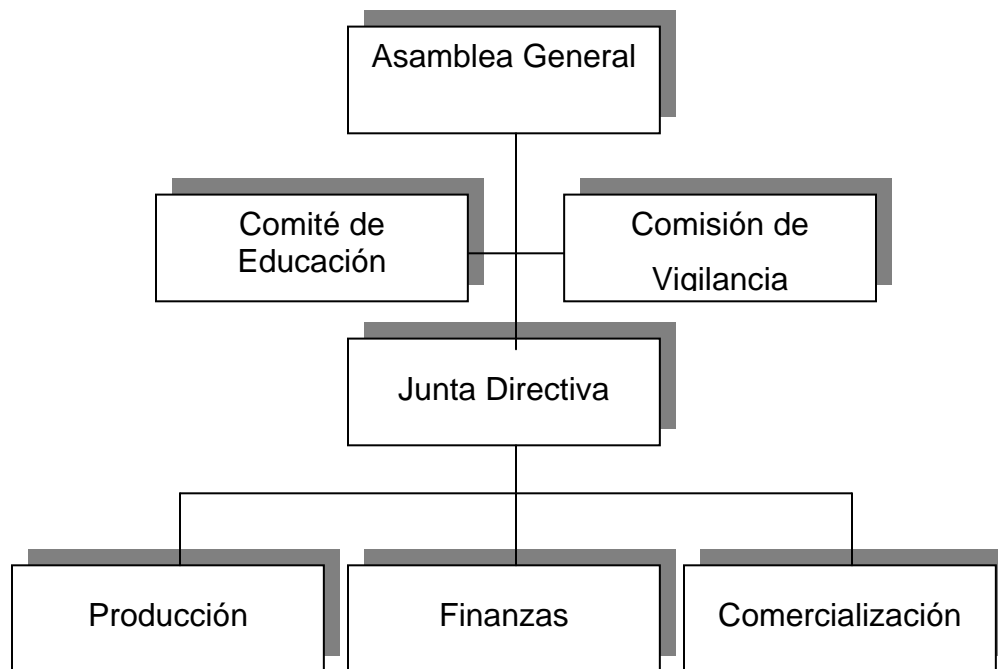 Asamblea General
Comité de
Educación
Comisión de
Vigilancia
Junta Directiva
Producción
Finanzas
Comercialización